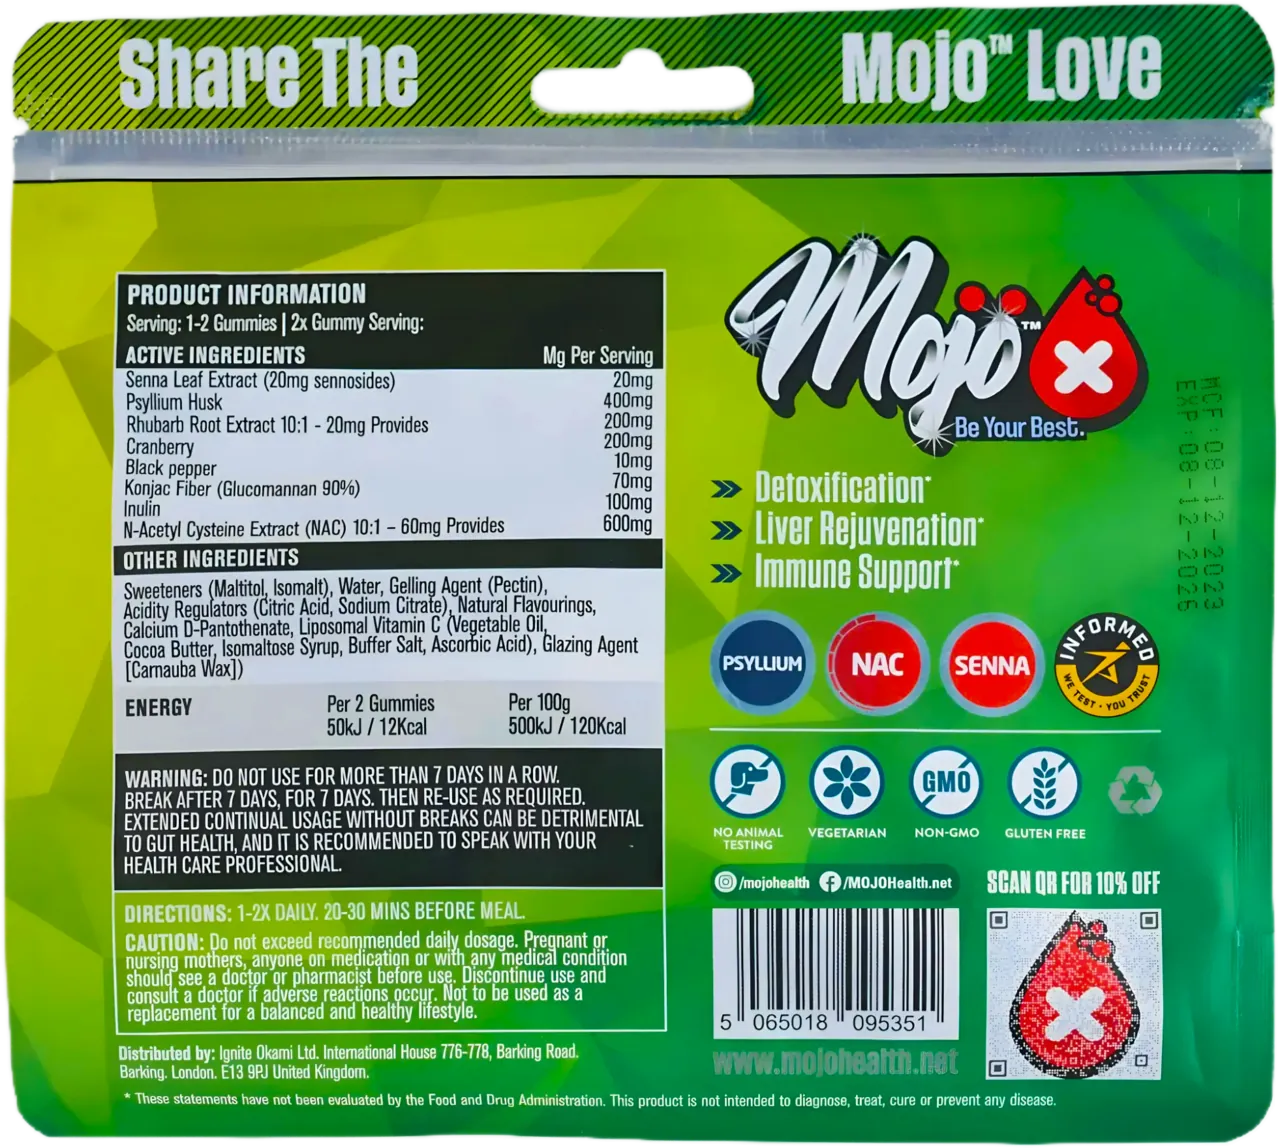 Share The Mojo™ Love
PRODUCT INFORMATION
Serving: 1-2 Gummies | 2x Gummy Serving:
ACTIVE INGREDIENTS Mg Per Serving
Senna Leaf Extract (20mg sennosides) 20mg
Psyllium Husk 400mg
Rhubarb Root Extract 10:1 - 20mg Provides 200mg
Cranberry 200mg
Black pepper 10mg
Konjac Fiber (Glucomannan 90%) 70mg
Inulin 100mg
N-Acetyl Cysteine Extract (NAC) 10:1 – 60mg Provides 600mg
OTHER INGREDIENTS
Sweeteners (Maltitol, Isomalt), Water, Gelling Agent (Pectin),
Acidity Regulators (Citric Acid, Sodium Citrate), Natural Flavourings,
Calcium D-Pantothenate, Liposomal Vitamin C (Vegetable Oil,
Cocoa Butter, Isomaltose Syrup, Buffer Salt, Ascorbic Acid), Glazing Agent
[Carnauba Wax])
ENERGY Per 2 Gummies Per 100g
50kJ / 12Kcal 500kJ / 120Kcal
WARNING: DO NOT USE FOR MORE THAN 7 DAYS IN A ROW.
BREAK AFTER 7 DAYS, FOR 7 DAYS. THEN RE-USE AS REQUIRED.
EXTENDED CONTINUAL USAGE WITHOUT BREAKS CAN BE DETRIMENTAL
TO GUT HEALTH, AND IT IS RECOMMENDED TO SPEAK WITH YOUR
HEALTH CARE PROFESSIONAL.
DIRECTIONS: 1-2X DAILY. 20-30 MINS BEFORE MEAL.
CAUTION: Do not exceed recommended daily dosage. Pregnant or
nursing mothers, anyone on medication or with any medical condition
should see a doctor or pharmacist before use. Discontinue use and
consult a doctor if adverse reactions occur. Not to be used as a
replacement for a balanced and healthy lifestyle.
Distributed by: Ignite Okami Ltd. International House 776-778, Barking Road.
Barking. London. E13 9PJ United Kingdom.
* These statements have not been evaluated by the Food and Drug Administration. This product is not intended to diagnose, treat, cure or prevent any disease.
Mojo™ X
Be Your Best.
Detoxification*
Liver Rejuvenation*
Immune Support*
PSYLLIUM NAC SENNA INFORMED
WE TEST · YOU TRUST
GMO
NO ANIMAL TESTING
VEGETARIAN
NON-GMO
GLUTEN FREE
/mojohealth /MOJOHealth.net
SCAN QR FOR 10% OFF
5 065018 095351
www.mojohealth.net
MCF:08-12-2023
EXP:08-12-2026